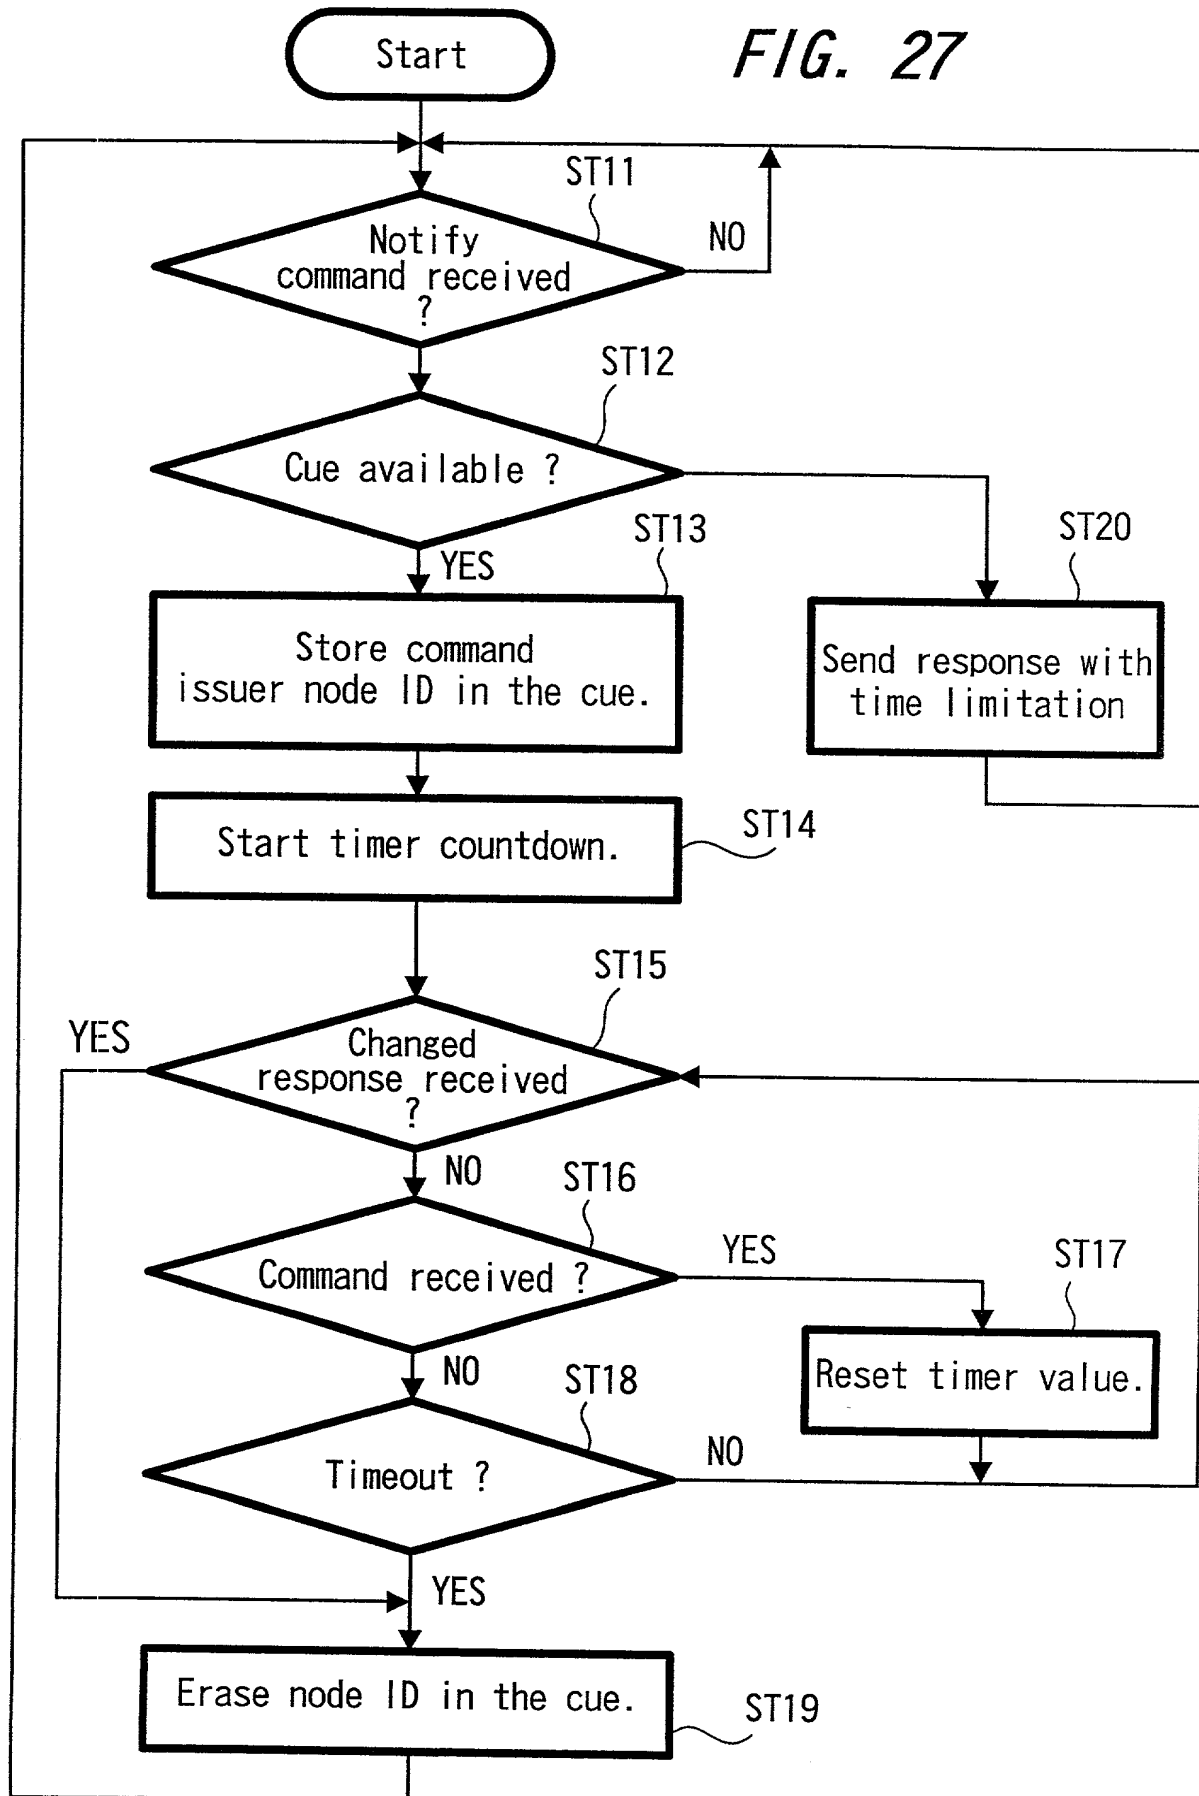 Start
FIG. 27
ST11
Notify
command received
?
NO
ST12
Cue available ?
YES
ST13
Store command
issuer node ID in the cue.
ST20
Send response with
time limitation
ST14
Start timer countdown.
ST15
Changed
response received
?
YES
NO
ST16
Command received ?
YES
ST17
Reset timer value.
NO
ST18
Timeout ?
NO
YES
Erase node ID in the cue.
ST19